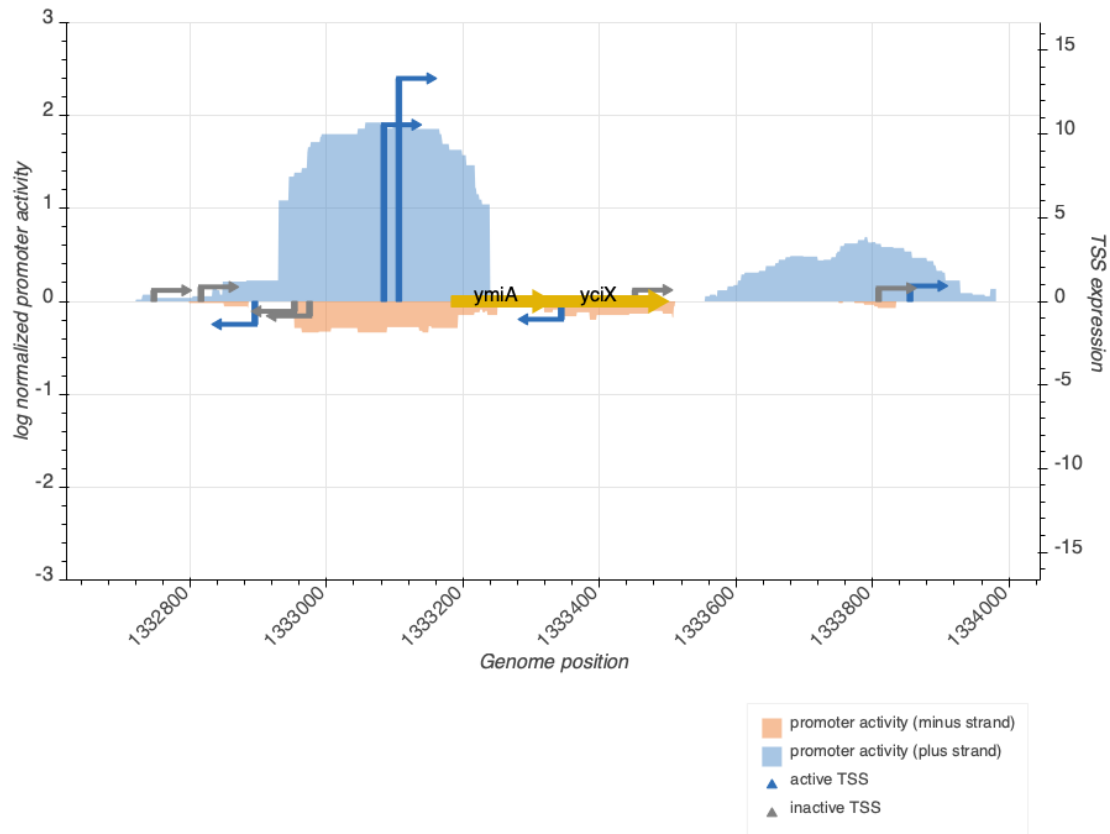 3
2
1
0
-1
-2
-3
log normalized promoter activity
15
10
5
0
-5
-10
-15
TSS expression
ymiA yciX
1332800 1333000 1333200 1333400 1333600 1333800 1334000
Genome position
promoter activity (minus strand)
promoter activity (plus strand)
active TSS
inactive TSS